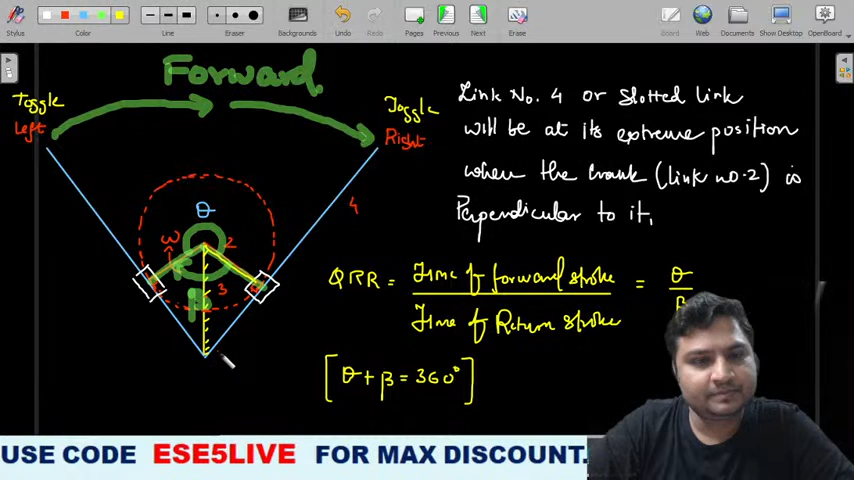 Stylus
Color
Line
Eraser
Backgrounds
Undo
Redo
Pages
Previous
Next
Erase
Board
Web
Documents
Show Desktop
OpenBoard
Forward
Toggle
Left
Toggle
Right
θ
ω
2
3
4
β
Link No. 4 or slotted link
will be at its extreme position
when the crank (link no. 2) is
Perpendicular to it.
QRR = Time of forward stroke / Time of Return stroke = θ / β
[θ + β = 360°]
USE CODE ESE5LIVE FOR MAX DISCOUNT.